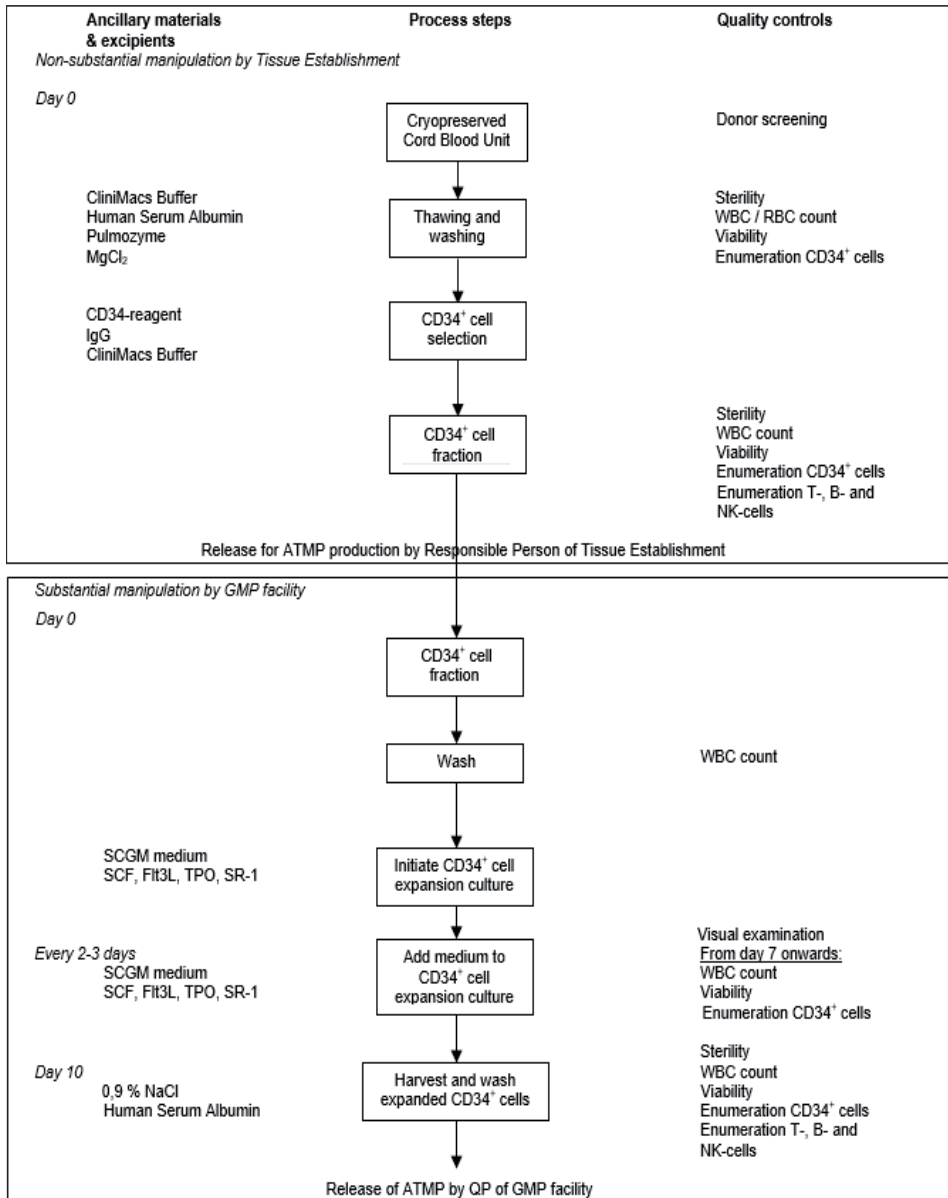 Ancillary materials
& excipients
Process steps
Quality controls
Non-substantial manipulation by Tissue Establishment
Day 0
Cryopreserved
Cord Blood Unit
Donor screening
CliniMacs Buffer
Human Serum Albumin
Pulmozyme
MgCl₂
Thawing and
washing
Sterility
WBC / RBC count
Viability
Enumeration CD34⁺ cells
CD34-reagent
IgG
CliniMacs Buffer
CD34⁺ cell
selection
CD34⁺ cell
fraction
Sterility
WBC count
Viability
Enumeration CD34⁺ cells
Enumeration T-, B- and
NK-cells
Release for ATMP production by Responsible Person of Tissue Establishment
Substantial manipulation by GMP facility
Day 0
CD34⁺ cell
fraction
Wash
WBC count
SCGM medium
SCF, Flt3L, TPO, SR-1
Initiate CD34⁺ cell
expansion culture
Every 2-3 days
SCGM medium
SCF, Flt3L, TPO, SR-1
Add medium to
CD34⁺ cell
expansion culture
Visual examination
From day 7 onwards:
WBC count
Viability
Enumeration CD34⁺ cells
Day 10
0,9 % NaCl
Human Serum Albumin
Harvest and wash
expanded CD34⁺ cells
Sterility
WBC count
Viability
Enumeration CD34⁺ cells
Enumeration T-, B- and
NK-cells
Release of ATMP by QP of GMP facility